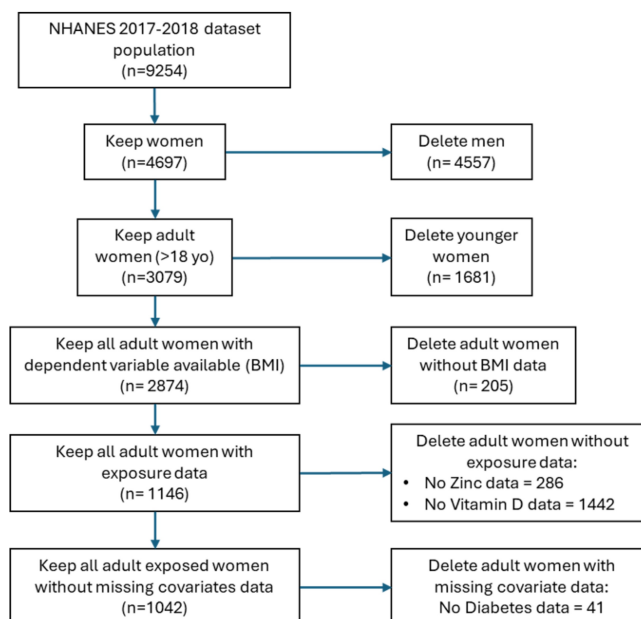 NHANES 2017-2018 dataset
population
(n=9254)
Keep women
(n=4697)
Delete men
(n= 4557)
Keep adult
women (>18 yo)
(n=3079)
Delete younger
women
(n= 1681)
Keep all adult women with
dependent variable available (BMI)
(n= 2874)
Delete adult women
without BMI data
(n= 205)
Keep all adult women with
exposure data
(n= 1146)
Delete adult women without
exposure data:
• No Zinc data = 286
• No Vitamin D data = 1442
Keep all adult exposed women
without missing covariates data
(n=1042)
Delete adult women with
missing covariate data:
No Diabetes data = 41